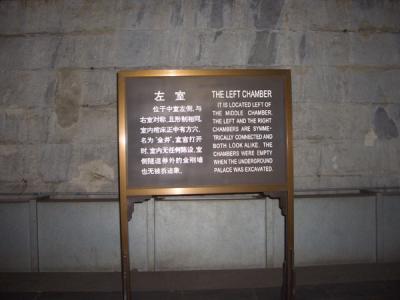 左 室
位于中室左侧,与
右室对称,且形制相同,
室内棺床正中有方穴,
名为"金井",室宫打开
时,室内无任何陈设,室
侧隧道券外的金刚墙
也无被拆迹象。
THE LEFT CHAMBER
IT IS LOCATED LEFT OF
THE MIDDLE CHAMBER,
THE LEFT AND THE RIGHT
CHAMBERS ARE SYMME-
TRICALLY CONNECTED AND
BOTH LOOK ALIKE. THE
CHAMBERS WERE EMPTY
WHEN THE UNDERGROUND
PALACE WAS EXCAVATED.